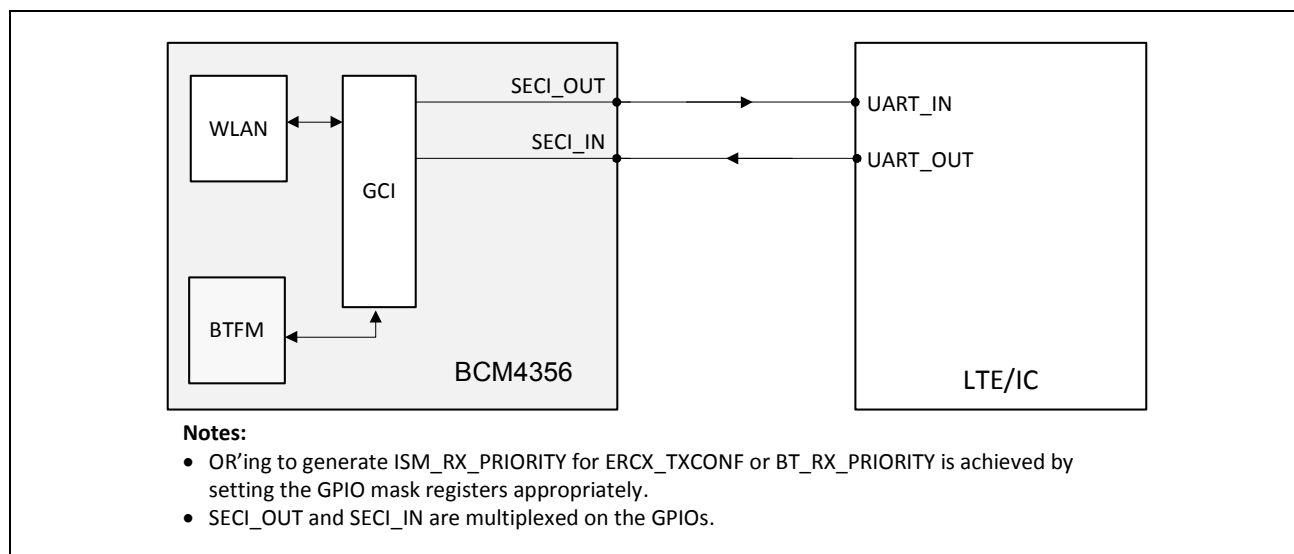 SECI_OUT
UART_IN
WLAN
SECI_IN
UART_OUT
GCI
BTFM
BCM4356
LTE/IC
Notes:
• OR’ing to generate ISM_RX_PRIORITY for ERCX_TXCONF or BT_RX_PRIORITY is achieved by
setting the GPIO mask registers appropriately.
• SECI_OUT and SECI_IN are multiplexed on the GPIOs.